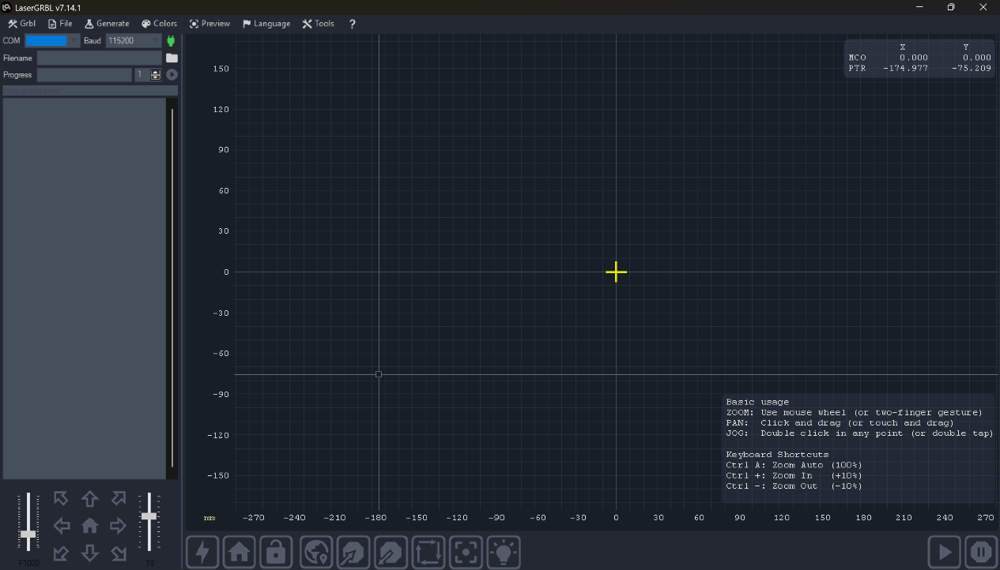 LaserGRBL v7.14.1
Grbl File Generate Colors Preview Language Tools ?
COM Baud 115200
Filename
Progress 1
type gcode here
X Y
MCO 0.000 0.000
PTR -174.977 -75.209
150
120
90
60
30
0
-30
-60
-90
-120
-150
Basic usage
ZOOM: Use mouse wheel (or two-finger gesture)
PAN: Click and drag (or touch and drag)
JOG: Double click in any point (or double tap)
Keyboard Shortcuts
Ctrl A: Zoom Auto (100%)
Ctrl +: Zoom In (+10%)
Ctrl -: Zoom Out (-10%)
mm -270 -240 -210 -180 -150 -120 -90 -60 -30 0 30 60 90 120 150 180 210 240 270
F1000 10